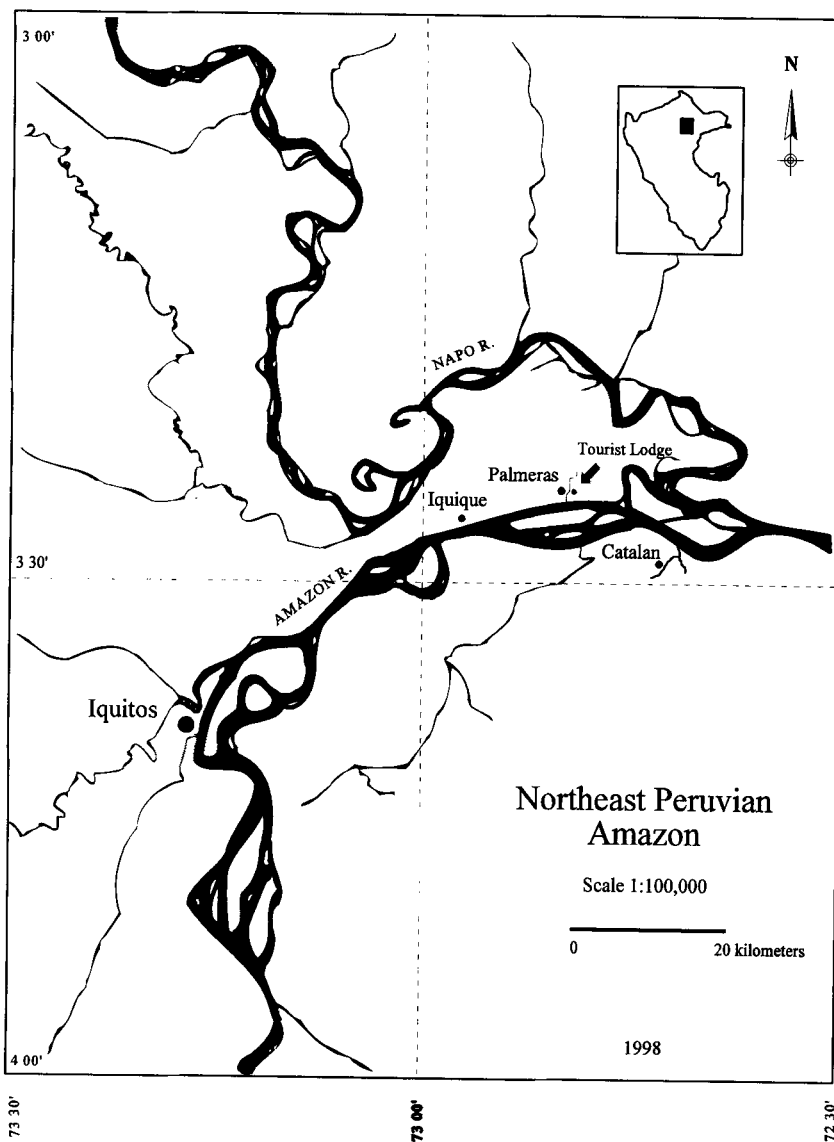 3 00'
N
NAPO R.
Tourist Lodge
Palmeras
Iquique
3 30'
Catalan
AMAZON R.
Iquitos
Northeast Peruvian
Amazon
Scale 1:100,000
0 20 kilometers
1998
4 00'
73 30'
73 00'
72 30'